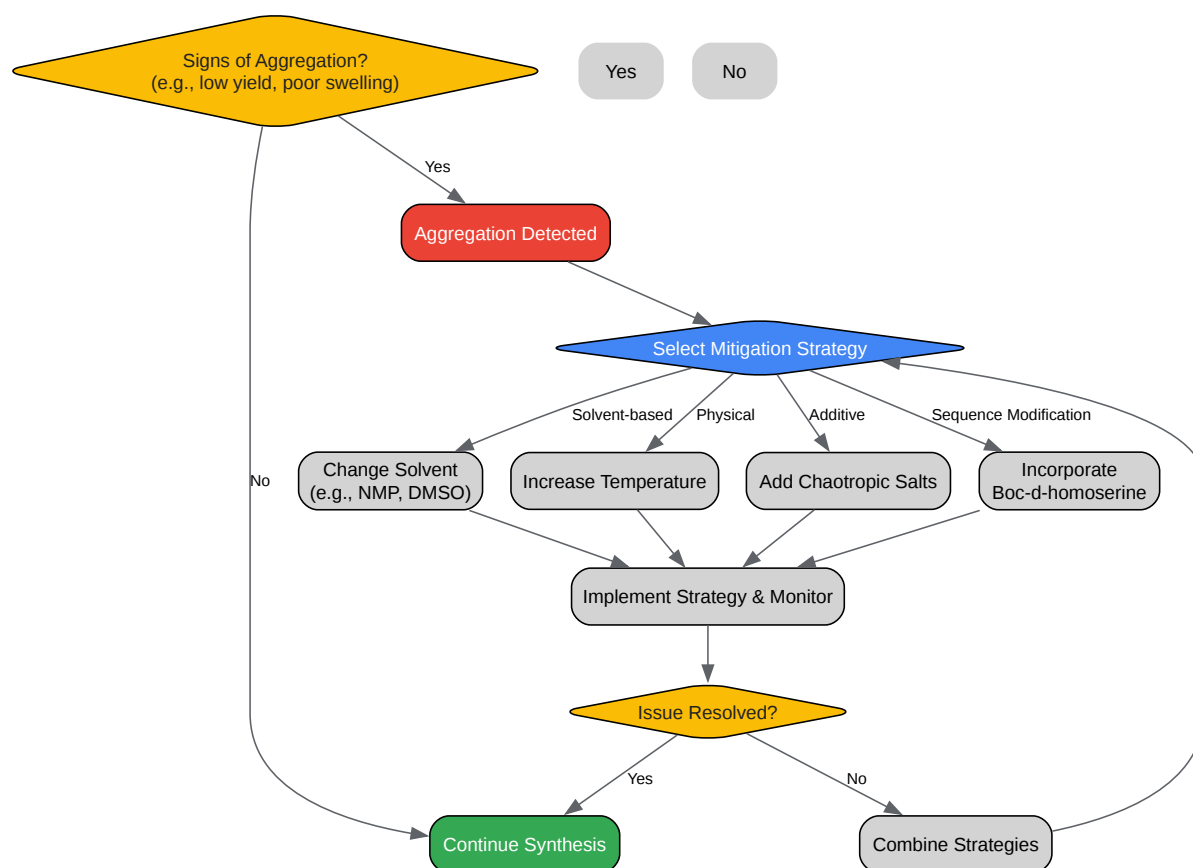 Signs of Aggregation?
(e.g., low yield, poor swelling)
Yes
No
Yes
Aggregation Detected
Select Mitigation Strategy
Solvent-based
Physical
Additive
Sequence Modification
Change Solvent
(e.g., NMP, DMSO)
Increase Temperature
Add Chaotropic Salts
Incorporate
Boc-d-homoserine
No
Implement Strategy & Monitor
Issue Resolved?
Yes
No
Continue Synthesis
Combine Strategies